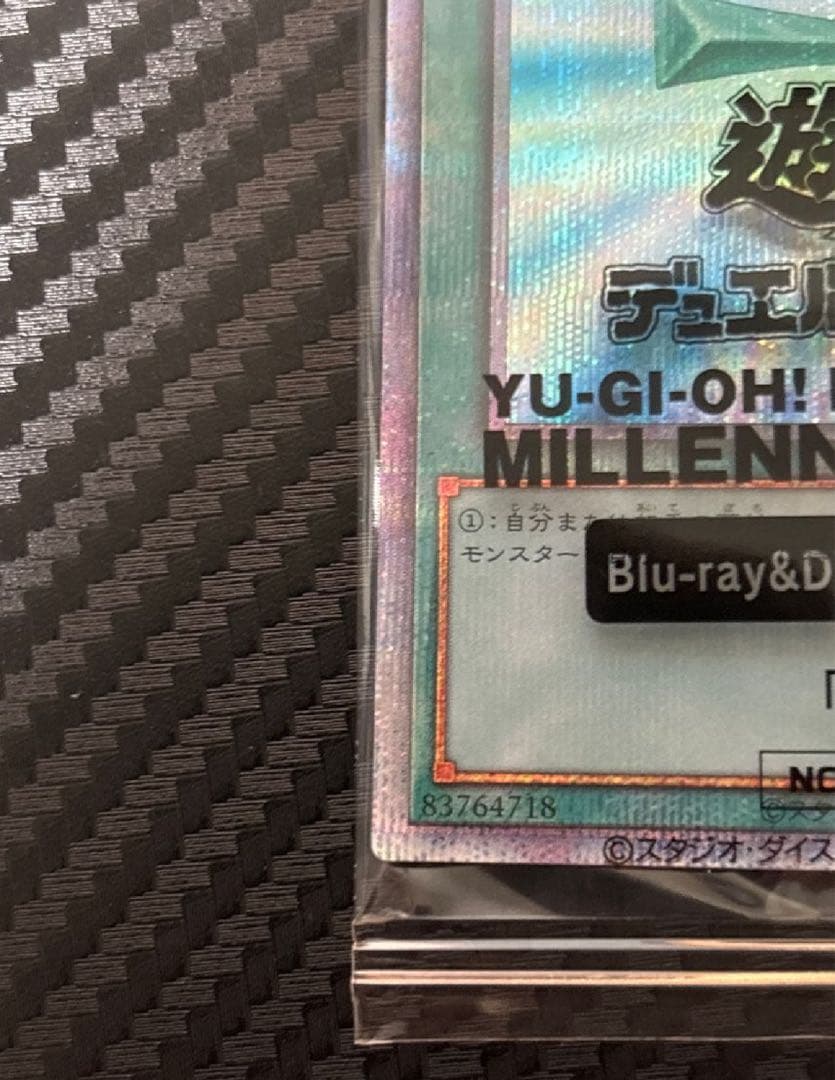 遊
デュエル
YU-GI-OH!
MILLENN
①：自分また
モンスター
Blu-ray&D
NO
83764718
©スタジオ・ダイス